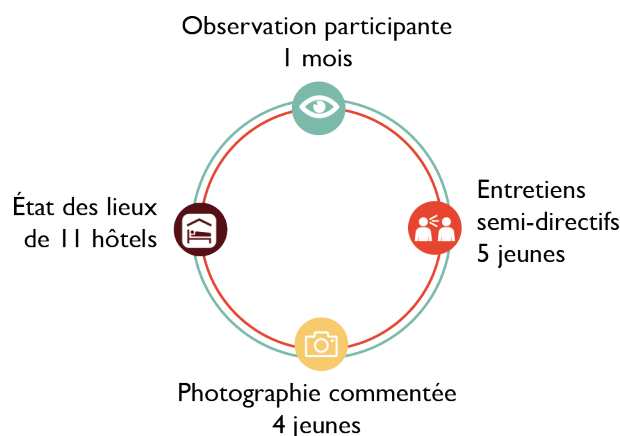 Observation participante
1 mois
Entretiens
semi-directifs
5 jeunes
Photographie commentée
4 jeunes
État des lieux
de 11 hôtels